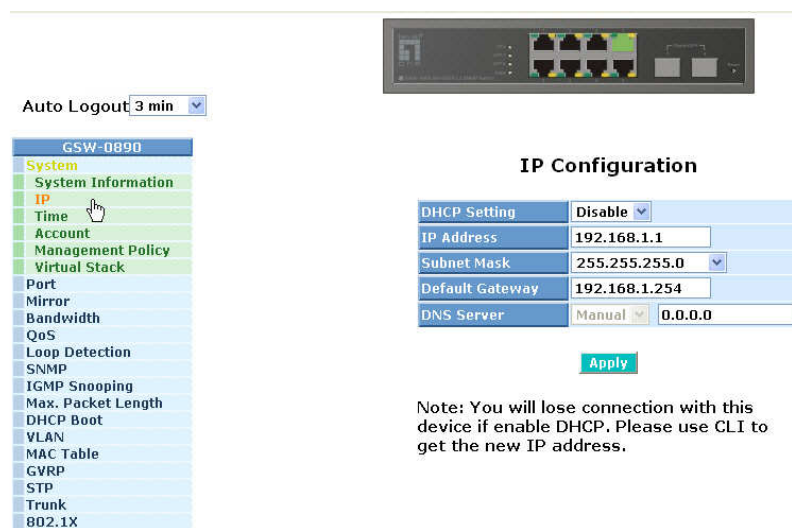 Auto Logout 3 min
GSW-0890
System
System Information
IP
Time
Account
Management Policy
Virtual Stack
Port
Mirror
Bandwidth
QoS
Loop Detection
SNMP
IGMP Snooping
Max. Packet Length
DHCP Boot
VLAN
MAC Table
GVRP
STP
Trunk
802.1X
IP Configuration
DHCP Setting Disable
IP Address 192.168.1.1
Subnet Mask 255.255.255.0
Default Gateway 192.168.1.254
DNS Server Manual 0.0.0.0
Apply
Note: You will lose connection with this
device if enable DHCP. Please use CLI to
get the new IP address.